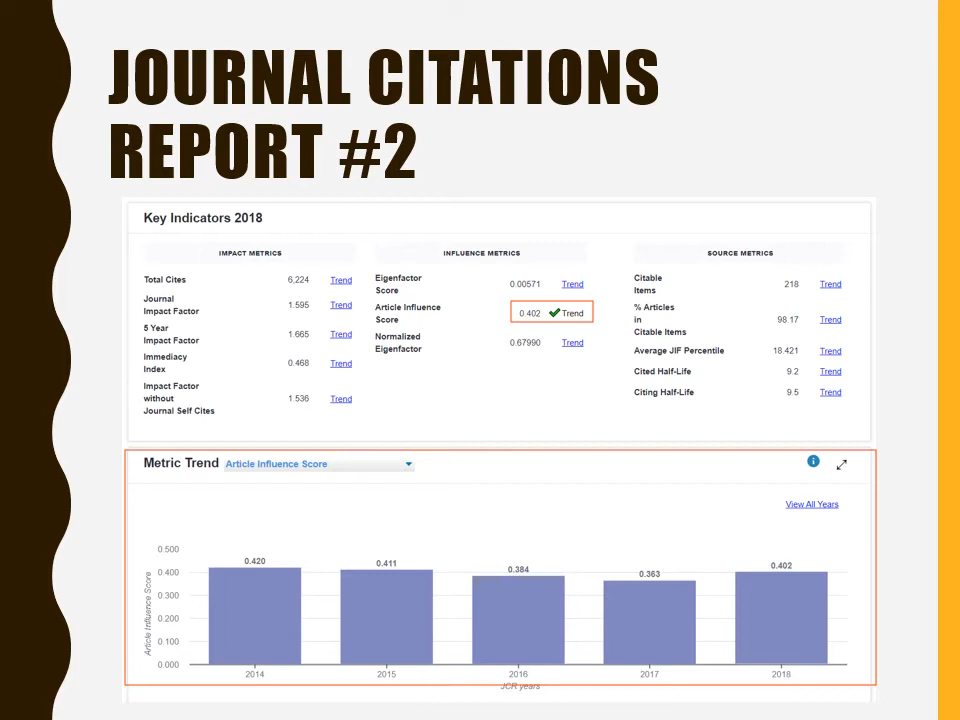 JOURNAL CITATIONS
REPORT #2
Key Indicators 2018
IMPACT METRICS
Total Cites 6,224 Trend
Journal
Impact Factor 1.595 Trend
5 Year
Impact Factor 1.665 Trend
Immediacy
Index 0.468 Trend
Impact Factor
without
Journal Self Cites 1.536 Trend
INFLUENCE METRICS
Eigenfactor
Score 0.00571 Trend
Article Influence
Score 0.402 Trend
Normalized
Eigenfactor 0.67990 Trend
SOURCE METRICS
Citable
Items 218 Trend
% Articles
in
Citable Items 98.17 Trend
Average JIF Percentile 18.421 Trend
Cited Half-Life 9.2 Trend
Citing Half-Life 9.5 Trend
Metric Trend Article Influence Score
View All Years
Article Influence Score
0.500
0.400
0.300
0.200
0.100
0.000
0.420 0.411 0.384 0.363 0.402
2014 2015 2016 2017 2018
JCR years